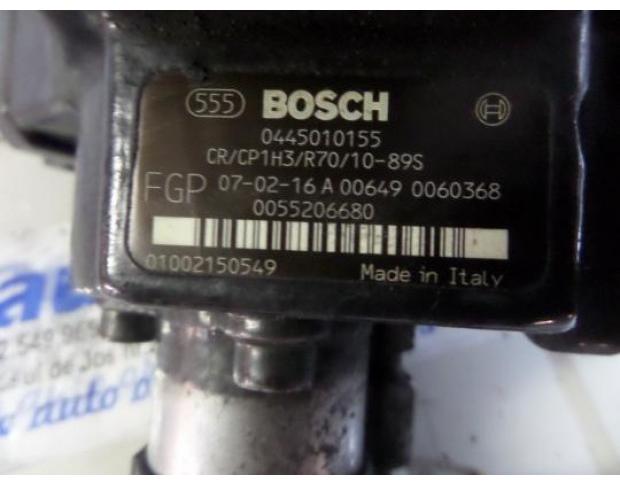 555 BOSCH
0445010155
CR/CP1H3/R70/10-89S
FGP 07-02-16 A 00649 0060368
0055206680
01002150549 Made in Italy
auto